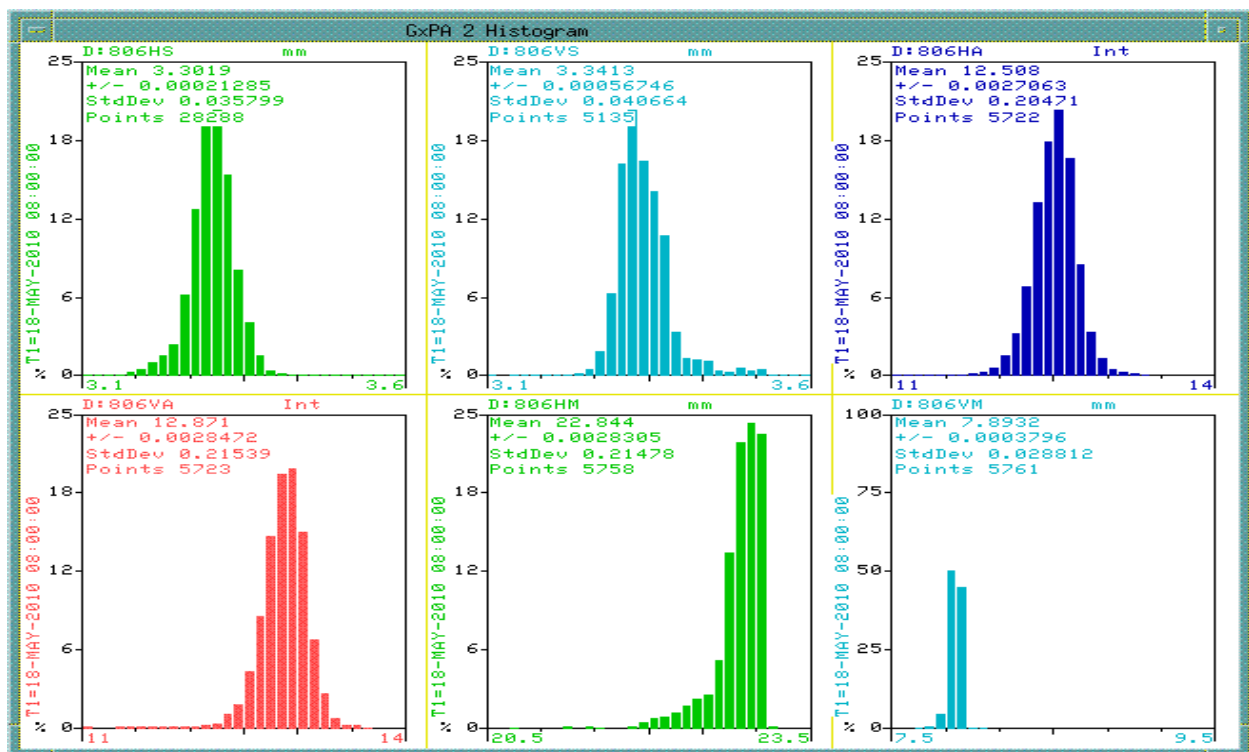 GxPA 2 Histogram
D:806HS mm
25
Mean 3.3019
+/- 0.00021285
StdDev 0.035799
Points 28288
18
12
6
% 0
3.1 3.6
T1=18-MAY-2010 08:00:00
D:806VS mm
25
Mean 3.3413
+/- 0.00056746
StdDev 0.040664
Points 5135
18
12
6
% 0
3.1 3.6
T1=18-MAY-2010 08:00:00
D:806HA Int
25
Mean 12.508
+/- 0.0027063
StdDev 0.20471
Points 5722
18
12
6
% 0
11 14
T1=18-MAY-2010 08:00:00
D:806VA Int
25
Mean 12.871
+/- 0.0028472
StdDev 0.21539
Points 5723
18
12
6
% 0
11 14
T1=18-MAY-2010 08:00:00
D:806HM mm
25
Mean 22.844
+/- 0.0028305
StdDev 0.21478
Points 5758
18
12
6
% 0
20.5 23.5
T1=18-MAY-2010 08:00:00
D:806VM mm
100
Mean 7.8932
+/- 0.0003796
StdDev 0.028812
Points 5761
75
50
25
% 0
7.5 9.5
T1=18-MAY-2010 08:00:00